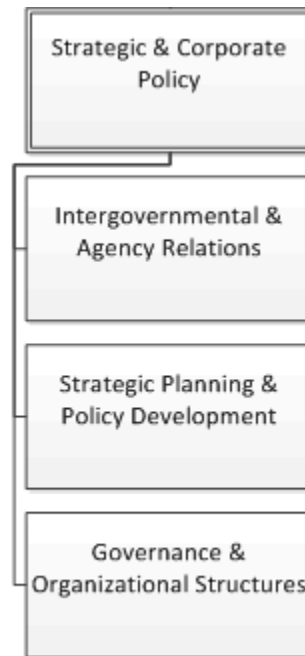 Strategic & Corporate
Policy
Intergovernmental &
Agency Relations
Strategic Planning &
Policy Development
Governance &
Organizational Structures